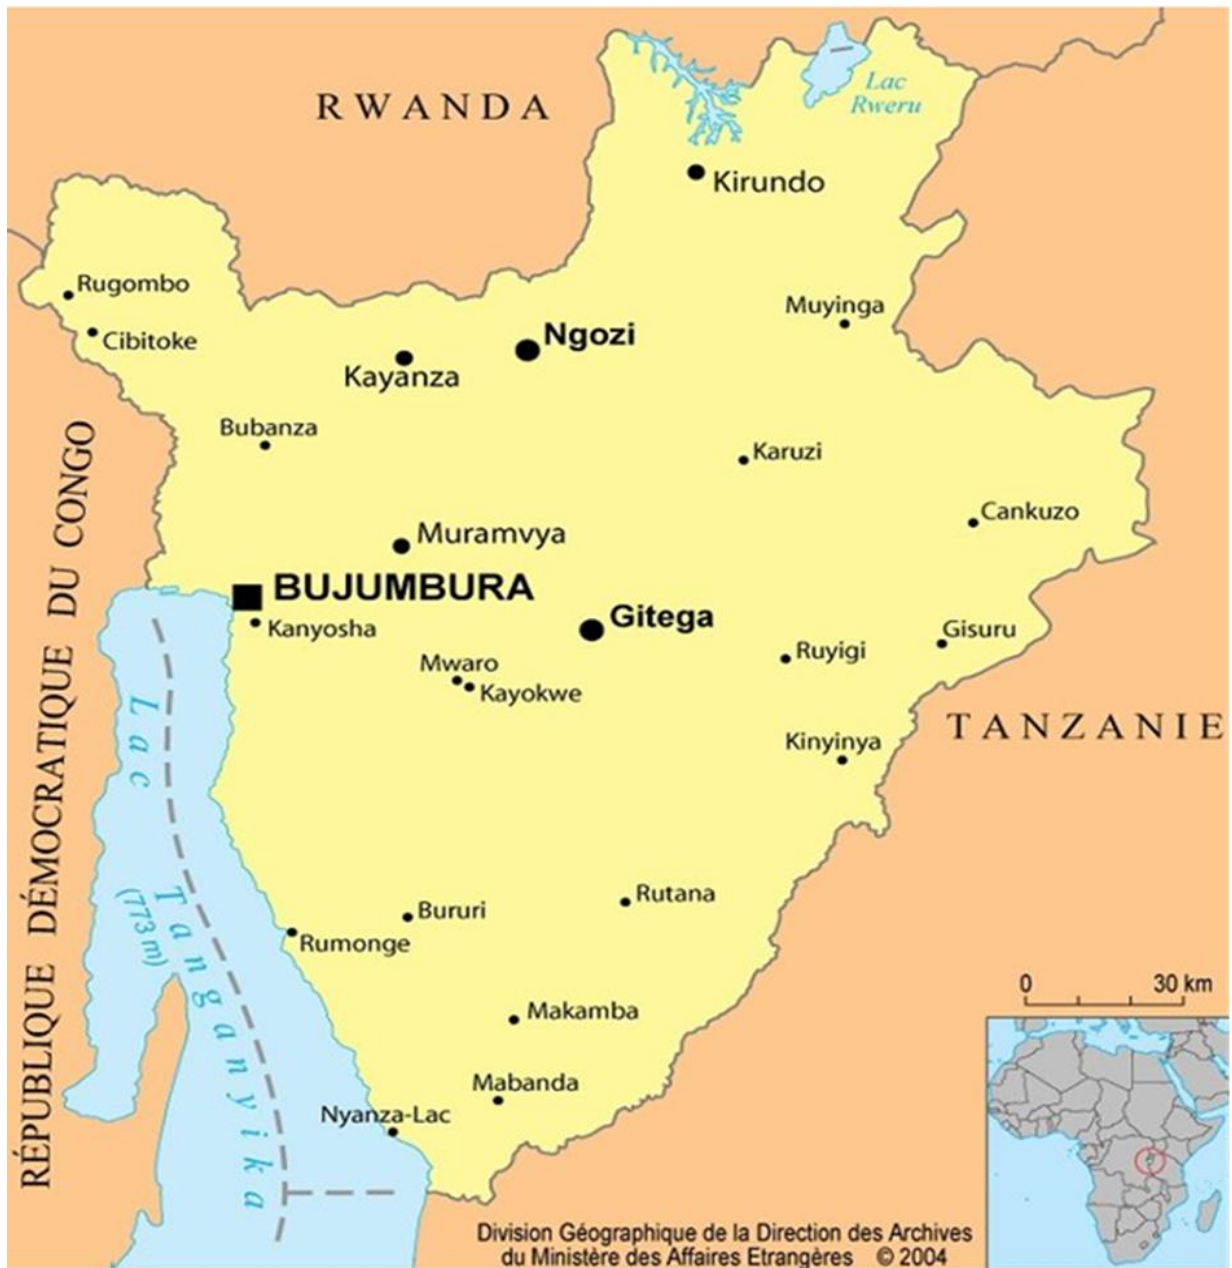 RWANDA
Lac
Rweru
Kirundo
Rugombo
Cibitoke
Muyinga
Ngozi
Kayanza
Bubanza
Karuzi
Cankuzo
Muramvya
BUJUMBURA
Kanyosha
Gitega
Gisuru
Ruyigi
Mwaro
Kayokwe
Kinyinya
TANZANIE
RÉPUBLIQUE DÉMOCRATIQUE DU CONGO
Lac Tanganyika
(773 m)
Rutana
Bururi
Rumonge
Makamba
Mabanda
Nyanza-Lac
0 30 km
Division Géographique de la Direction des Archives
du Ministère des Affaires Etrangères © 2004